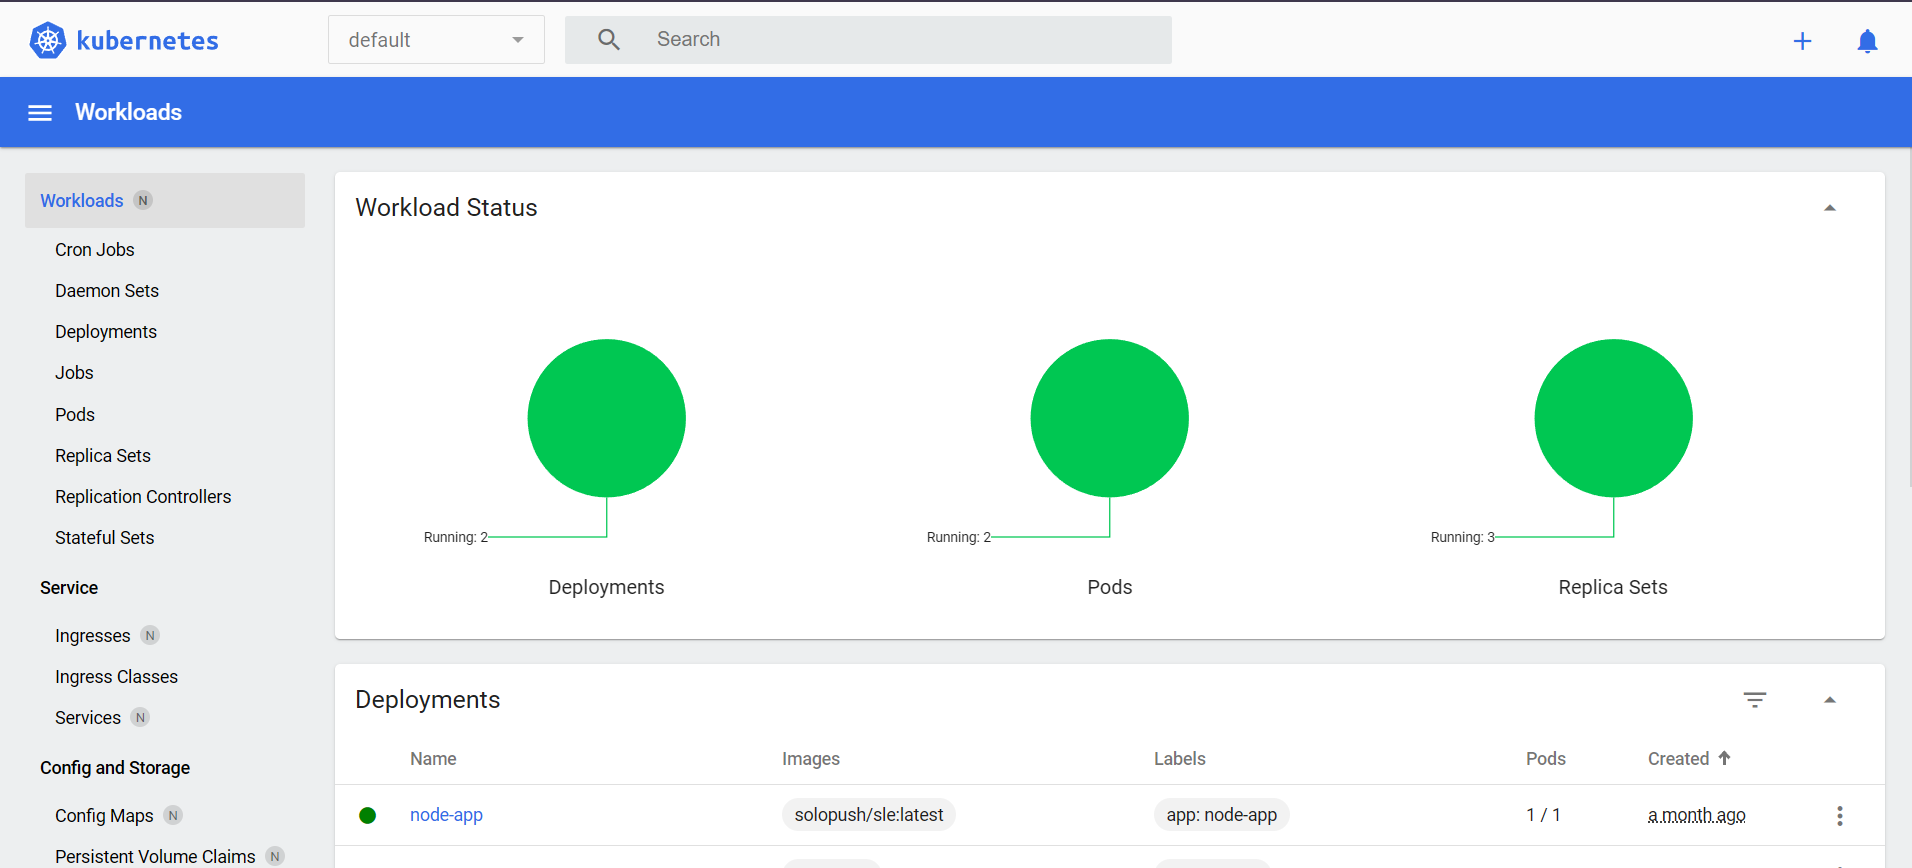 kubernetes
default
Search
Workloads
Workloads N
Cron Jobs
Daemon Sets
Deployments
Jobs
Pods
Replica Sets
Replication Controllers
Stateful Sets
Service
Ingresses N
Ingress Classes
Services N
Config and Storage
Config Maps N
Persistent Volume Claims N
Workload Status
Running: 2
Deployments
Running: 2
Pods
Running: 3
Replica Sets
Deployments
Name Images Labels Pods Created
node-app solopush/sle:latest app: node-app 1 / 1 a month ago